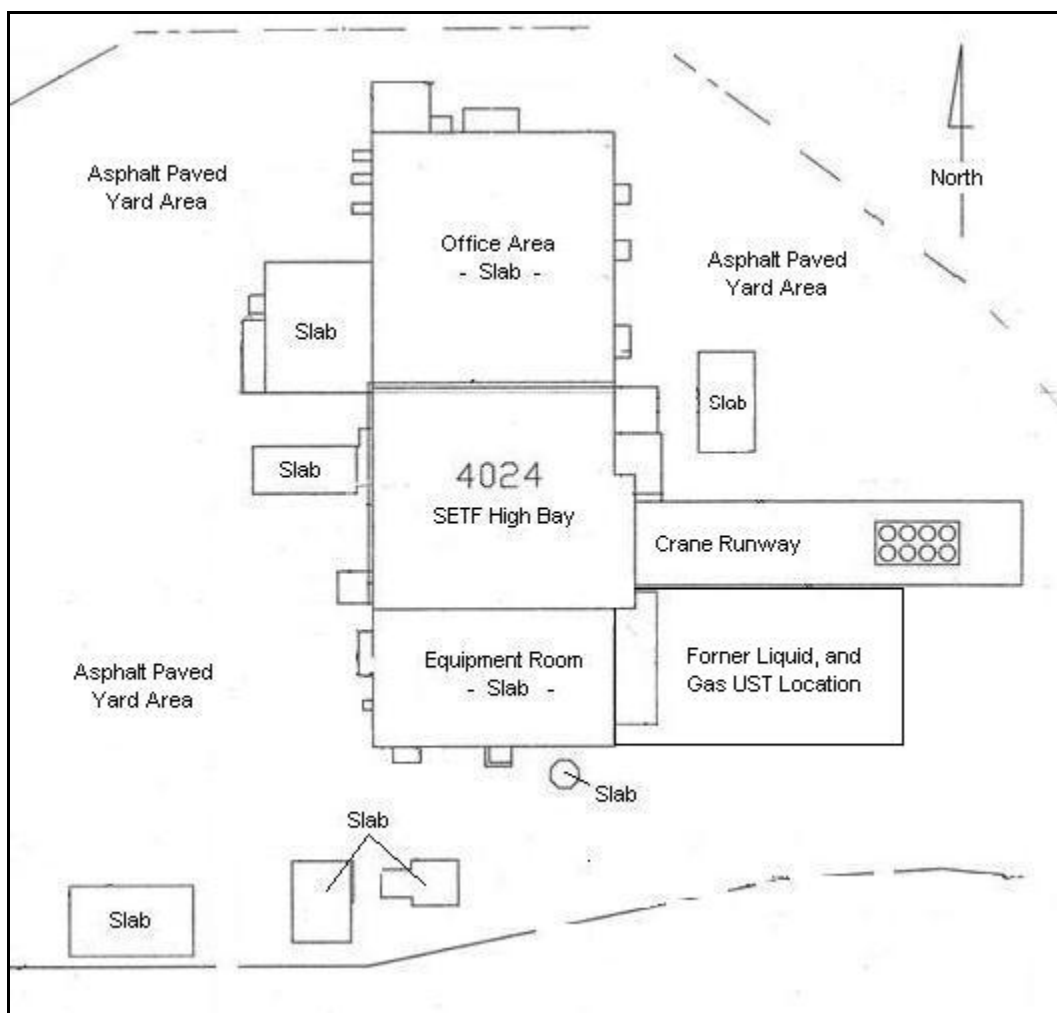 Asphalt Paved
Yard Area
North
Office Area
- Slab -
Asphalt Paved
Yard Area
Slab
Slab
Slab
4024
SETF High Bay
Crane Runway
Equipment Room
- Slab -
Forner Liquid, and
Gas UST Location
Asphalt Paved
Yard Area
Slab
Slab
Slab